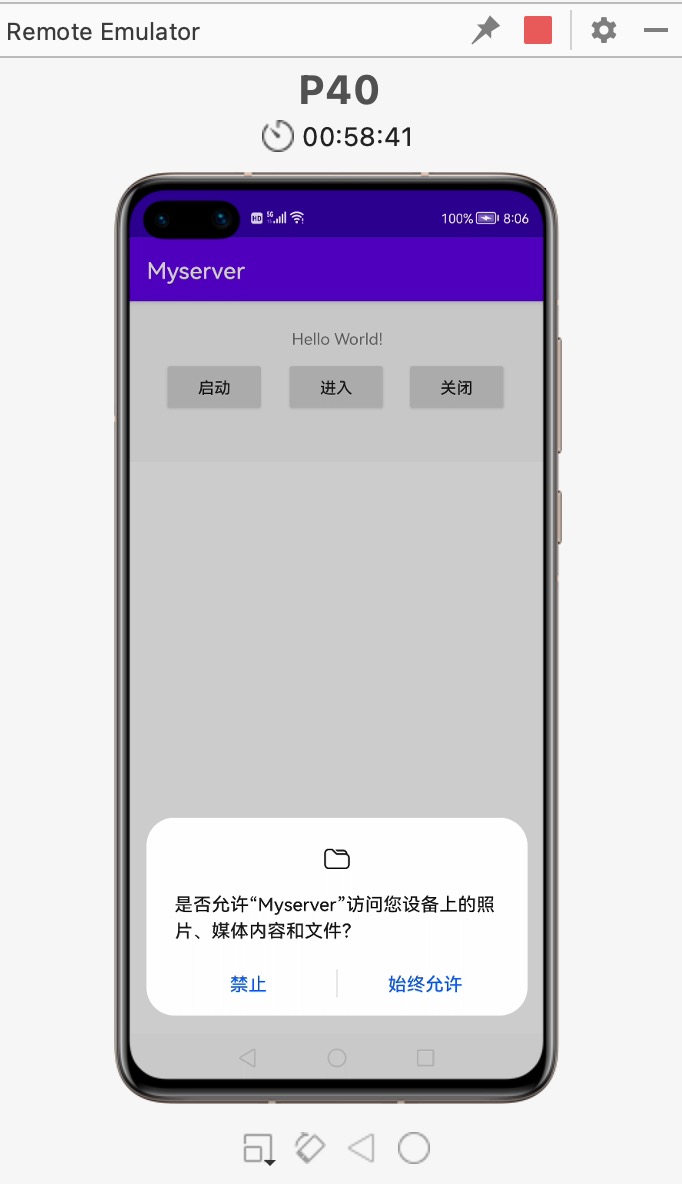 Remote Emulator
P40
00:58:41
HD 5G 100% 8:06
Myserver
Hello World!
启动 进入 关闭
是否允许“Myserver”访问您设备上的照
片、媒体内容和文件?
禁止 始终允许